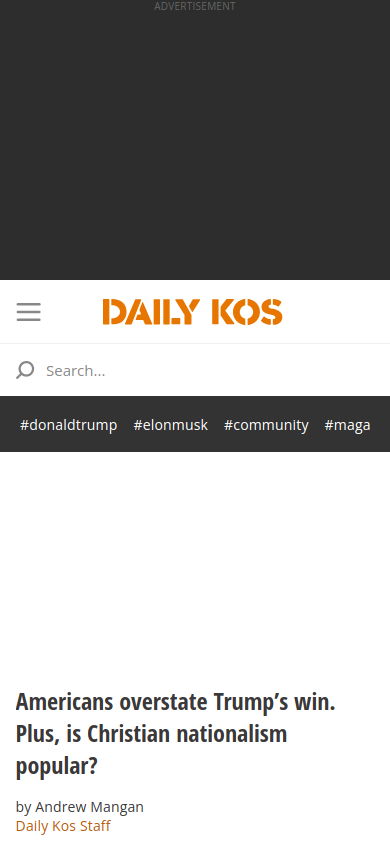 ADVERTISEMENT
DAILY KOS
Search...
#donaldtrump #elonmusk #community #maga
Americans overstate Trump’s win.
Plus, is Christian nationalism
popular?
by Andrew Mangan
Daily Kos Staff